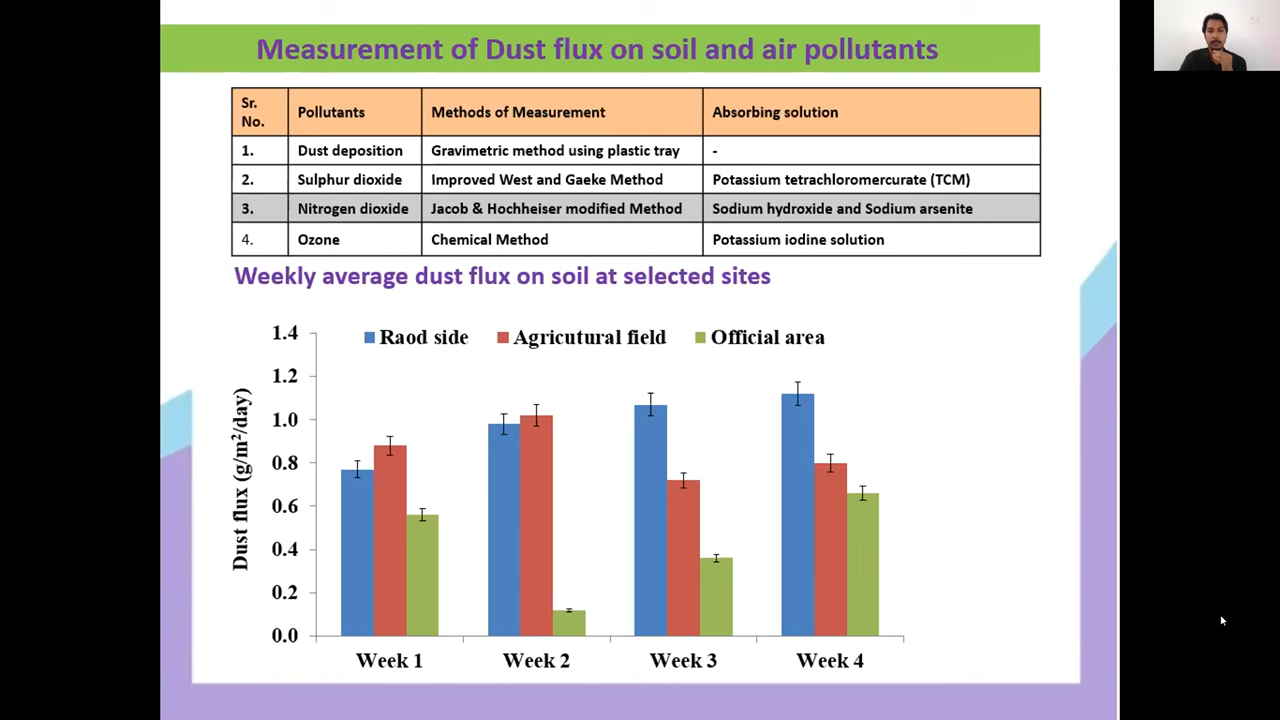 Measurement of Dust flux on soil and air pollutants
Sr. No. Pollutants Methods of Measurement Absorbing solution
1. Dust deposition Gravimetric method using plastic tray -
2. Sulphur dioxide Improved West and Gaeke Method Potassium tetrachloromercurate (TCM)
3. Nitrogen dioxide Jacob & Hochheiser modified Method Sodium hydroxide and Sodium arsenite
4. Ozone Chemical Method Potassium iodine solution
Weekly average dust flux on soil at selected sites
Raod side Agricutural field Official area
Dust flux (g/m²/day)
1.4
1.2
1.0
0.8
0.6
0.4
0.2
0.0
Week 1 Week 2 Week 3 Week 4